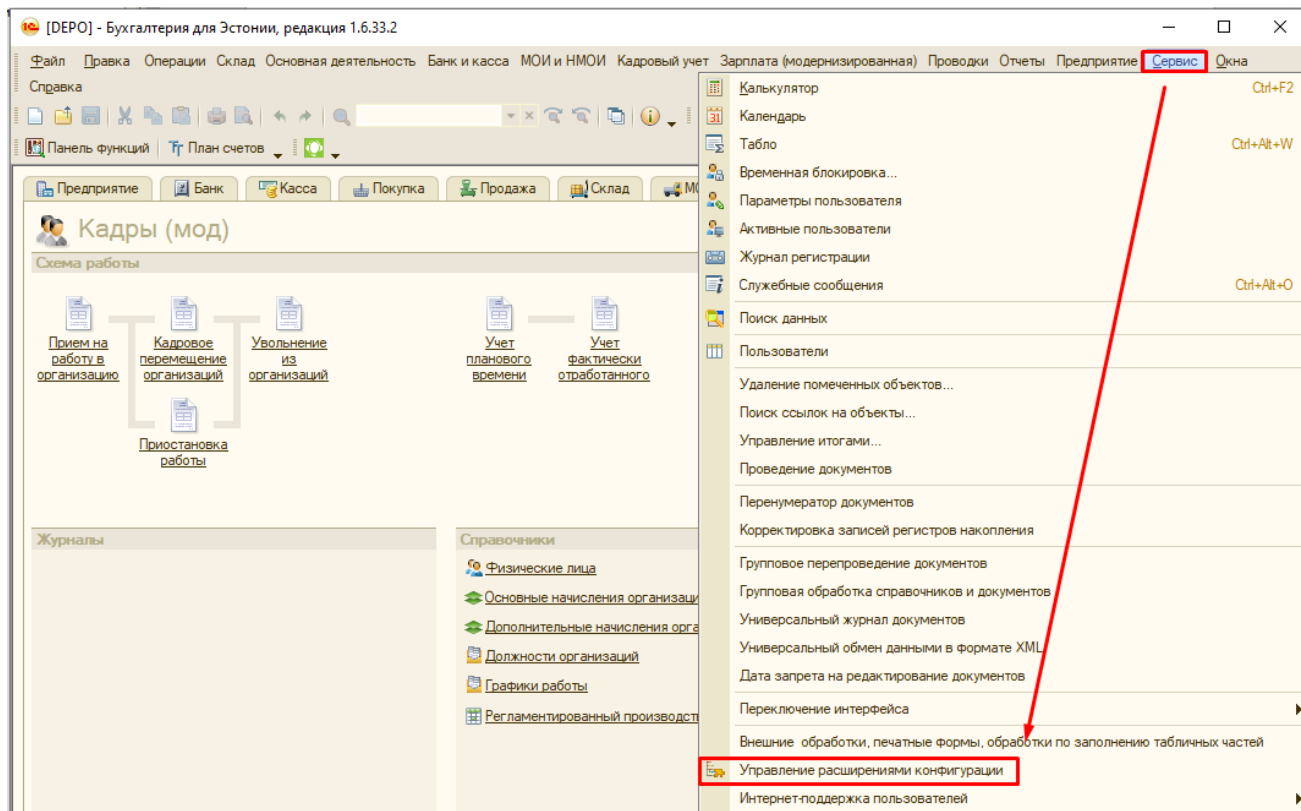 [DEPO] - Бухгалтерия для Эстонии, редакция 1.6.33.2
Файл Правка Операции Склад Основная деятельность Банк и касса МОИ и НМОИ Кадровый учет Зарплата (модернизированная) Проводки Отчеты Предприятие Сервис Окна
Справка
Панель функций Тг План счетов
Предприятие Банк Касса Покупка Продажа Склад МО
Кадры (мод)
Схема работы
Прием на работу в организацию
Кадровое перемещение организаций
Увольнение из организаций
Учет планового времени
Учет фактически отработанного
Приостановка работы
Журналы
Справочники
Физические лица
Основные начисления организаци
Дополнительные начисления орга
Должности организаций
Графики работы
Регламентированный производст
Калькулятор Ctrl+F2
31 Календарь
Табло Ctrl+Alt+W
Временная блокировка...
Параметры пользователя
Активные пользователи
Журнал регистрации
Служебные сообщения Ctrl+Alt+O
Поиск данных
Пользователи
Удаление помеченных объектов...
Поиск ссылок на объекты...
Управление итогами...
Проведение документов
Перенумератор документов
Корректировка записей регистров накопления
Групповое перепроведение документов
Групповая обработка справочников и документов
Универсальный журнал документов
Универсальный обмен данными в формате XML
Дата запрета на редактирование документов
Переключение интерфейса
Внешние обработки, печатные формы, обработки по заполнению табличных частей
Управление расширениями конфигурации
Интернет-поддержка пользователей